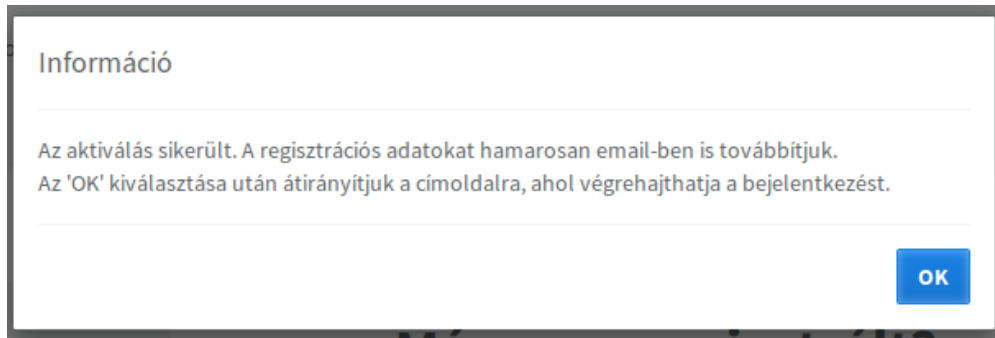 Információ
Az aktiválás sikerült. A regisztrációs adatokat hamarosan email-ben is továbbítjuk.
Az 'OK' kiválasztása után átirányítjuk a címoldalra, ahol végrehajthatja a bejelentkezést.
OK